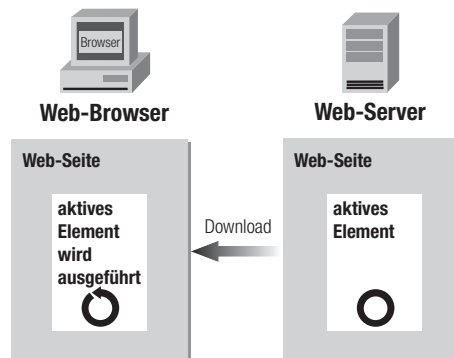 Browser
Web-Browser
Web-Server
Web-Seite
aktives
Element
wird
ausgeführt
Download
Web-Seite
aktives
Element